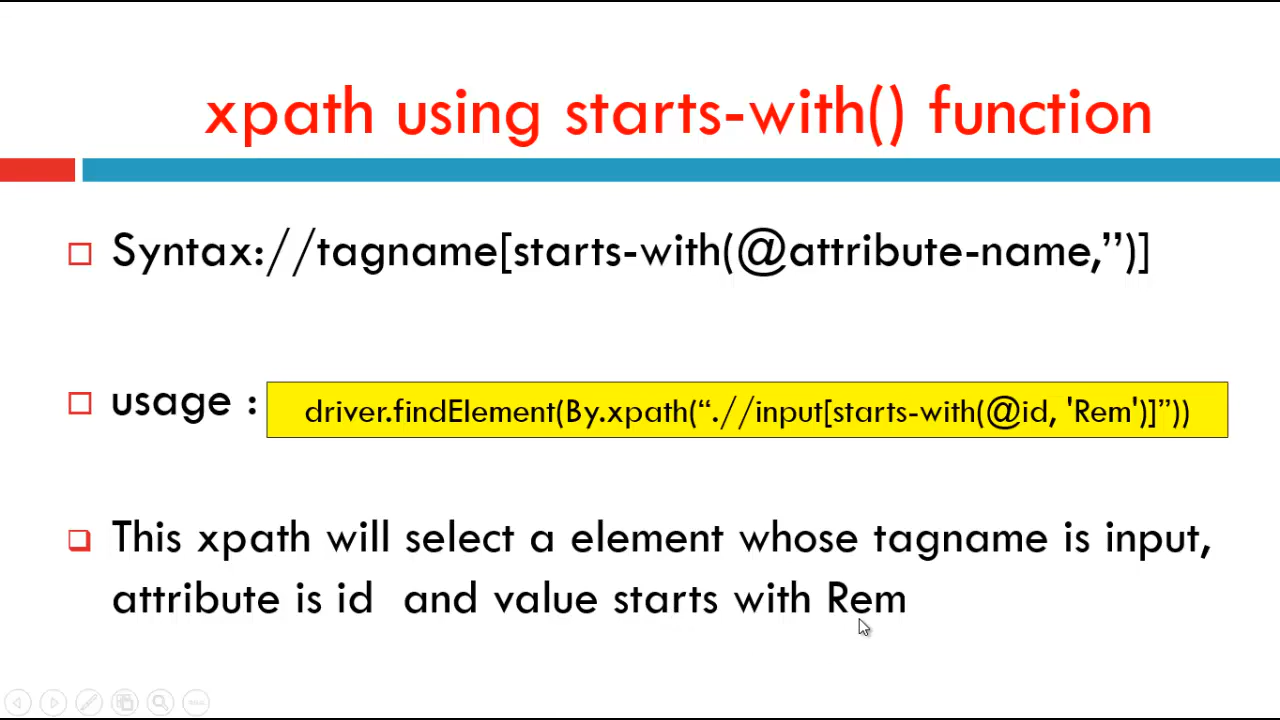 xpath using starts-with() function
Syntax://tagname[starts-with(@attribute-name,”)]
usage :
driver.findElement(By.xpath(“.//input[starts-with(@id, 'Rem')]”))
This xpath will select a element whose tagname is input,
attribute is id  and value starts with Rem